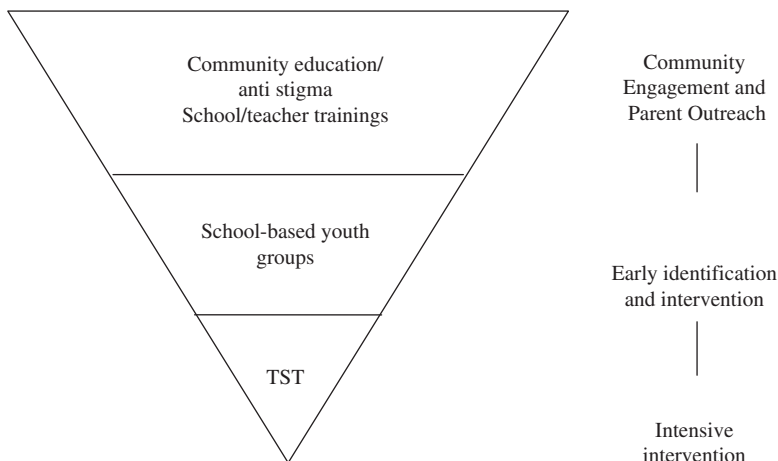 Community education/
anti stigma
School/teacher trainings
Community
Engagement and
Parent Outreach
School-based youth
groups
Early identification
and intervention
TST
Intensive
intervention